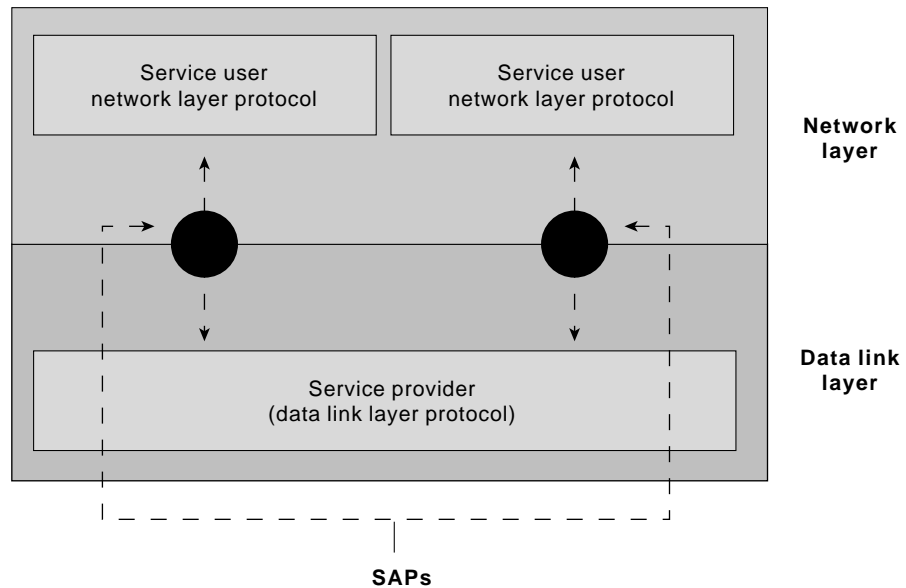 Service user
network layer protocol
Service user
network layer protocol
Network
layer
Service provider
(data link layer protocol)
Data link
layer
SAPs